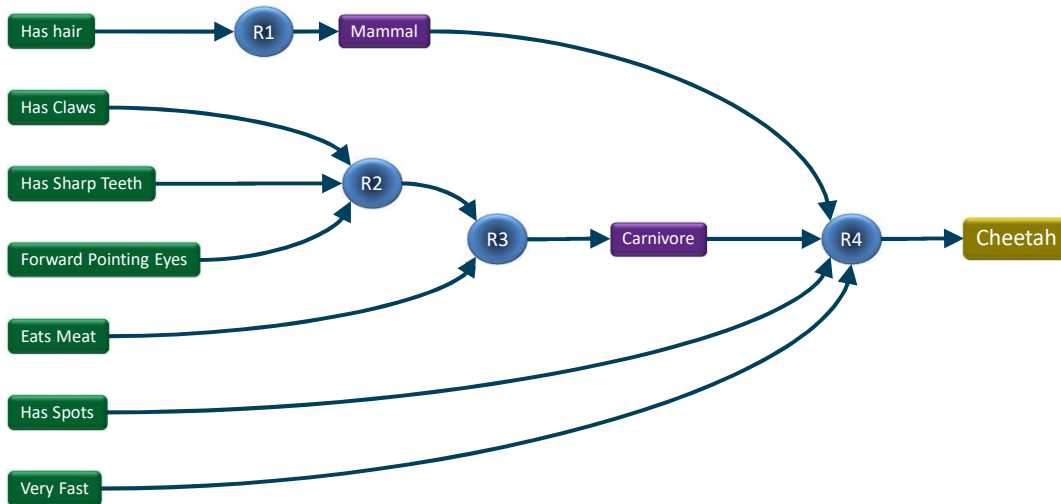 Has hair
R1
Mammal
Has Claws
Has Sharp Teeth
R2
Forward Pointing Eyes
R3
Carnivore
R4
Cheetah
Eats Meat
Has Spots
Very Fast